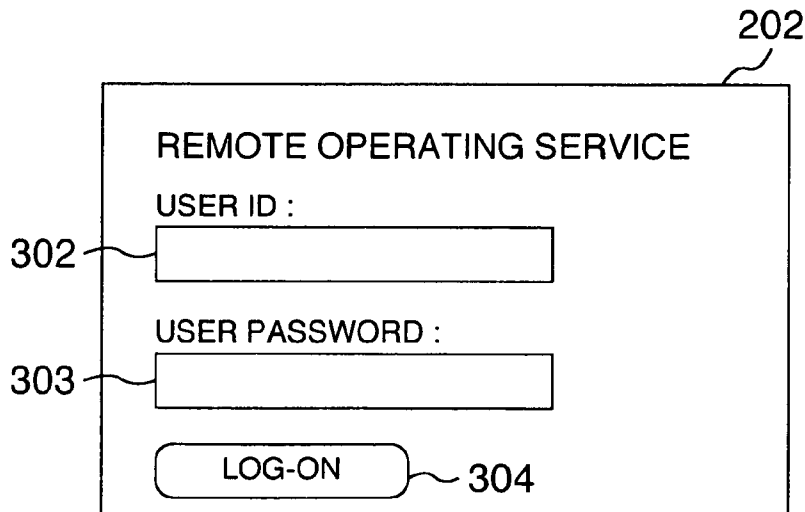 202
REMOTE OPERATING SERVICE
USER ID :
302
USER PASSWORD :
303
LOG-ON
304